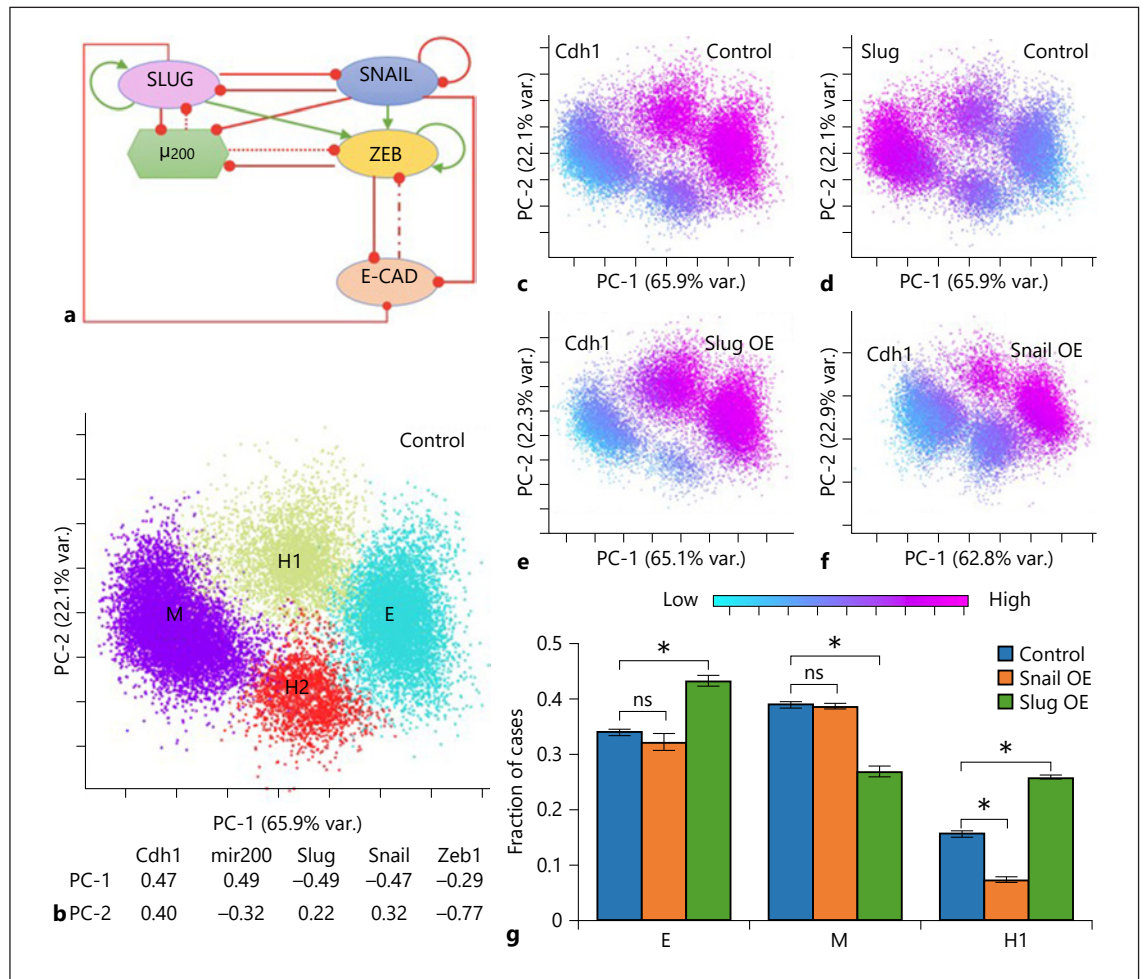 SLUG
SNAIL
μ200
ZEB
E-CAD
a
Control
PC-2 (22.1% var.)
M
H1
H2
E
PC-1 (65.9% var.)
Cdh1 mir200 Slug Snail Zeb1
PC-1 0.47 0.49 –0.49 –0.47 –0.29
b PC-2 0.40 –0.32 0.22 0.32 –0.77
Cdh1 Control
PC-2 (22.1% var.)
c PC-1 (65.9% var.)
Slug Control
PC-2 (22.1% var.)
d PC-1 (65.9% var.)
Cdh1 Slug OE
PC-2 (22.3% var.)
e PC-1 (65.1% var.)
Cdh1 Snail OE
PC-2 (22.9% var.)
f PC-1 (62.8% var.)
Low High
Fraction of cases
0.5
0.4
0.3
0.2
0.1
0
ns *
ns *
* *
Control
Snail OE
Slug OE
g E M H1